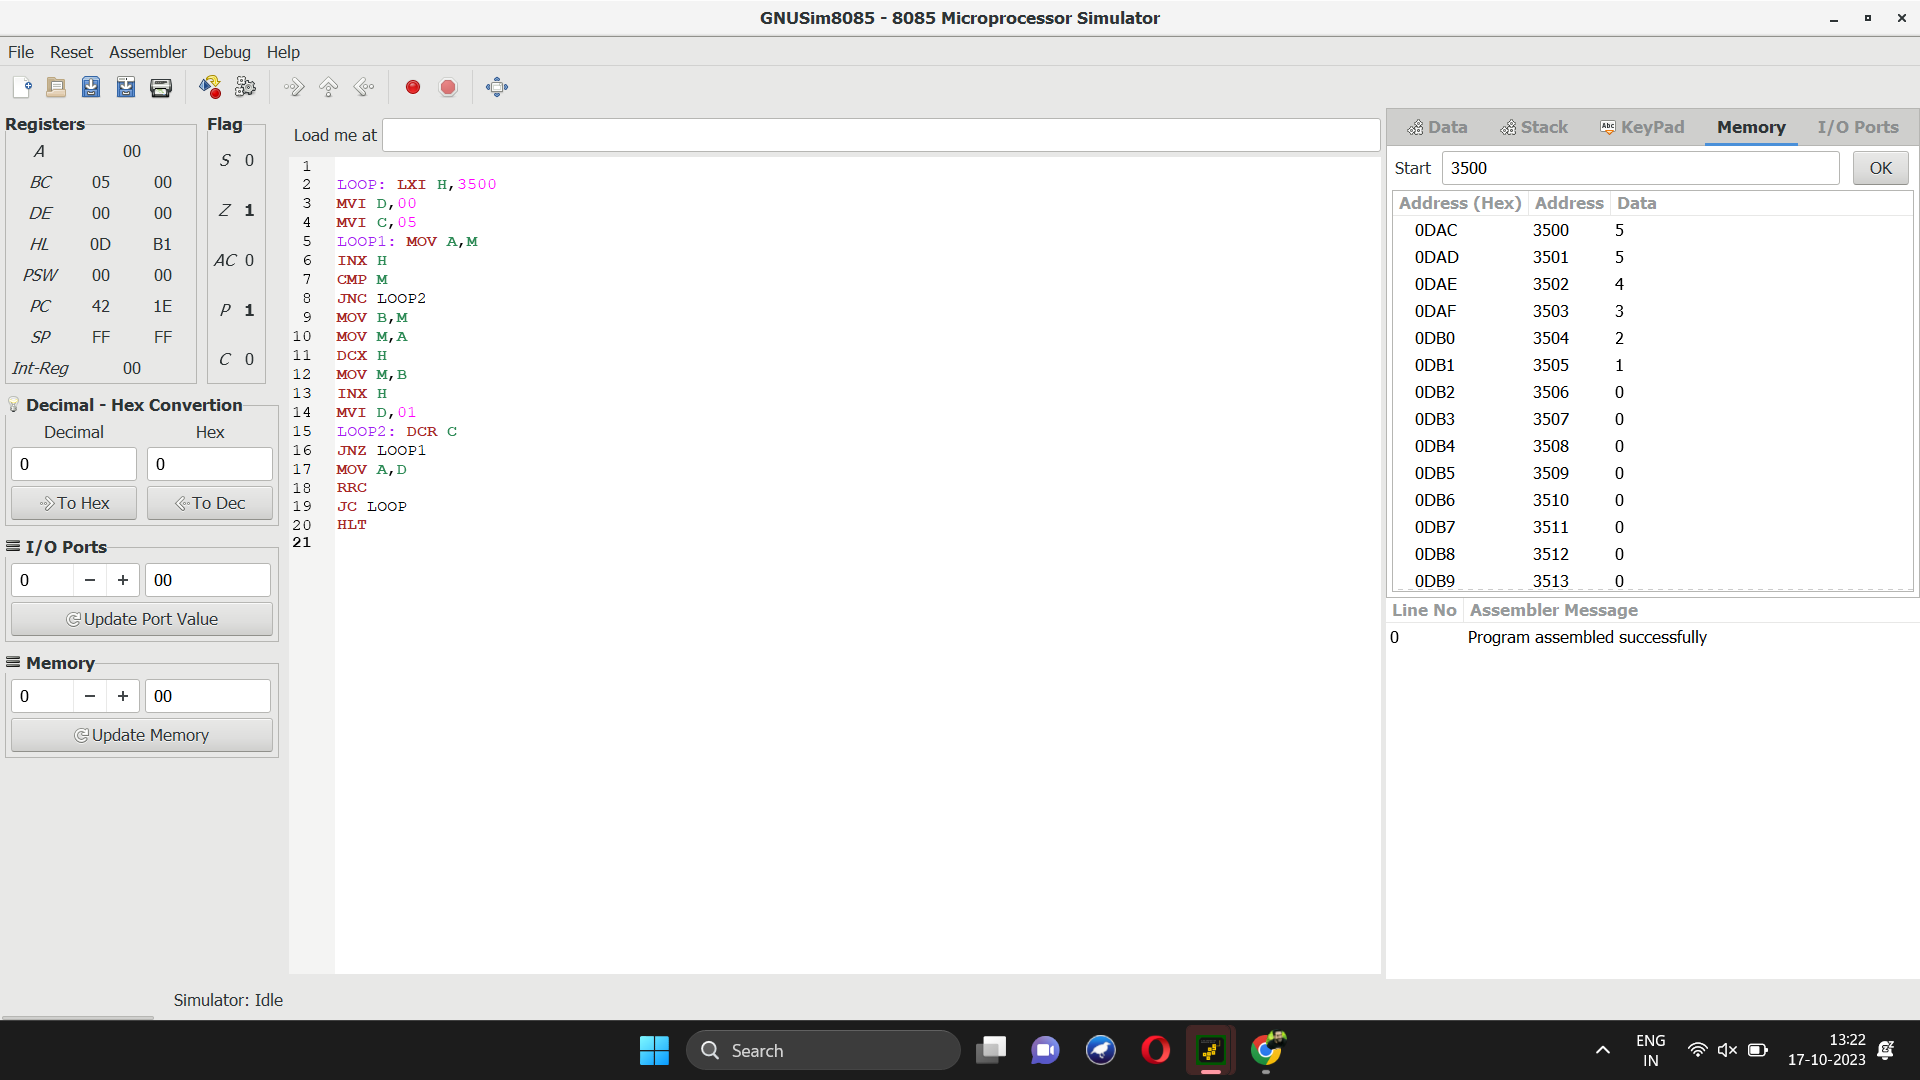 GNUSim8085 - 8085 Microprocessor Simulator
File Reset Assembler Debug Help
Registers
A 00
BC 05 00
DE 00 00
HL 0D B1
PSW 00 00
PC 42 1E
SP FF FF
Int-Reg 00
Flag
S 0
Z 1
AC 0
P 1
C 0
Decimal - Hex Convertion
Decimal Hex
0 0
To Hex To Dec
I/O Ports
0 − + 00
Update Port Value
Memory
0 − + 00
Update Memory
Load me at
1
2 LOOP: LXI H,3500
3 MVI D,00
4 MVI C,05
5 LOOP1: MOV A,M
6 INX H
7 CMP M
8 JNC LOOP2
9 MOV B,M
10 MOV M,A
11 DCX H
12 MOV M,B
13 INX H
14 MVI D,01
15 LOOP2: DCR C
16 JNZ LOOP1
17 MOV A,D
18 RRC
19 JC LOOP
20 HLT
21
Data Stack Abc KeyPad Memory I/O Ports
Start 3500 OK
Address (Hex) Address Data
0DAC 3500 5
0DAD 3501 5
0DAE 3502 4
0DAF 3503 3
0DB0 3504 2
0DB1 3505 1
0DB2 3506 0
0DB3 3507 0
0DB4 3508 0
0DB5 3509 0
0DB6 3510 0
0DB7 3511 0
0DB8 3512 0
0DB9 3513 0
Line No Assembler Message
0 Program assembled successfully
Simulator: Idle
Search
ENG
IN
13:22
17-10-2023